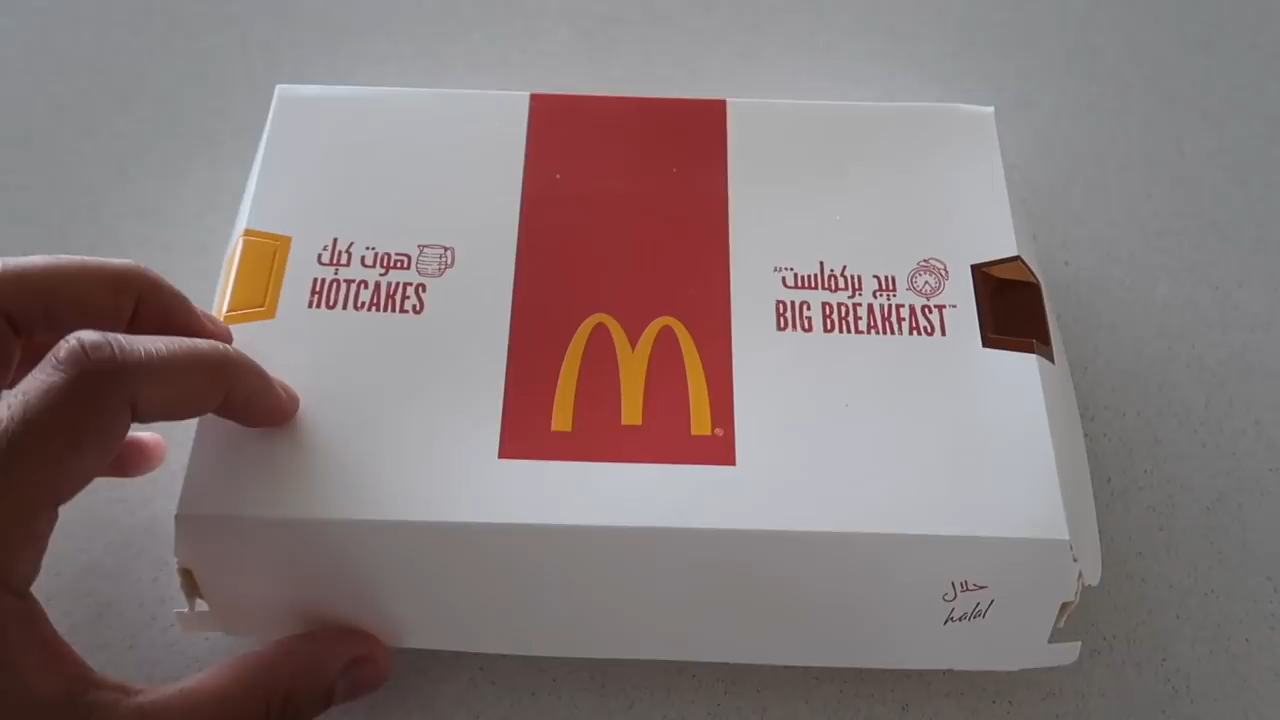 هوت كيك
HOTCAKES
بيج بركفاست
BIG BREAKFAST™
حلال
halal